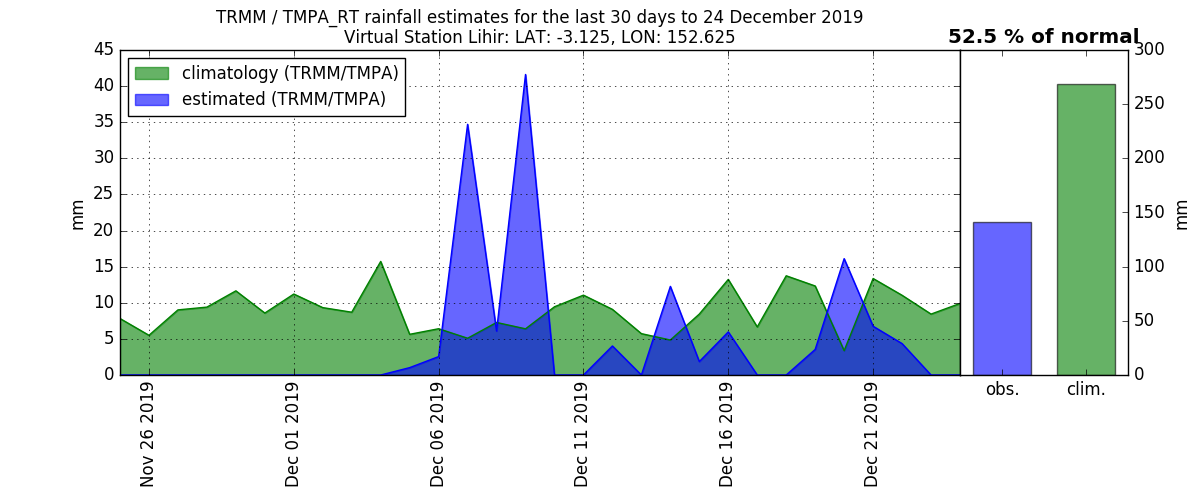 TRMM / TMPA_RT rainfall estimates for the last 30 days to 24 December 2019
Virtual Station Lihir: LAT: -3.125, LON: 152.625
52.5 % of normal
climatology (TRMM/TMPA)
estimated (TRMM/TMPA)
45
40
35
30
25
20
15
10
5
0
mm
Nov 26 2019
Dec 01 2019
Dec 06 2019
Dec 11 2019
Dec 16 2019
Dec 21 2019
300
250
200
150
100
50
0
mm
obs.
clim.